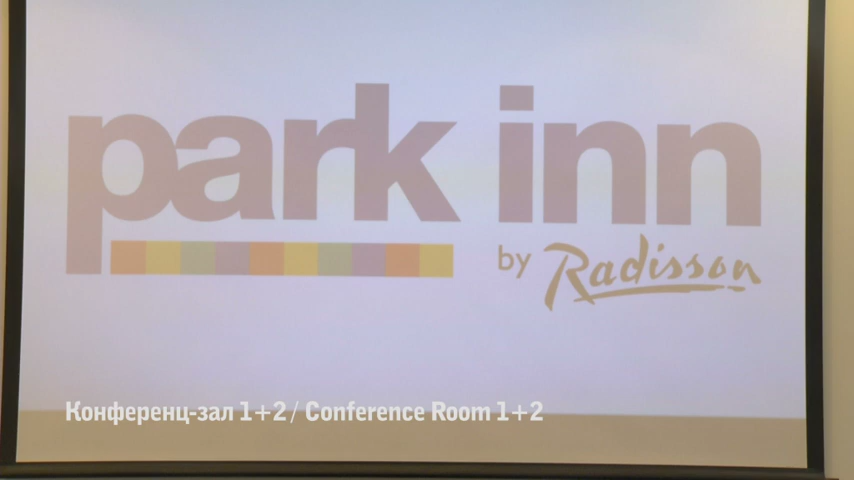 park inn
by Radisson
Конференц-зал 1+2 / Conference Room 1+2